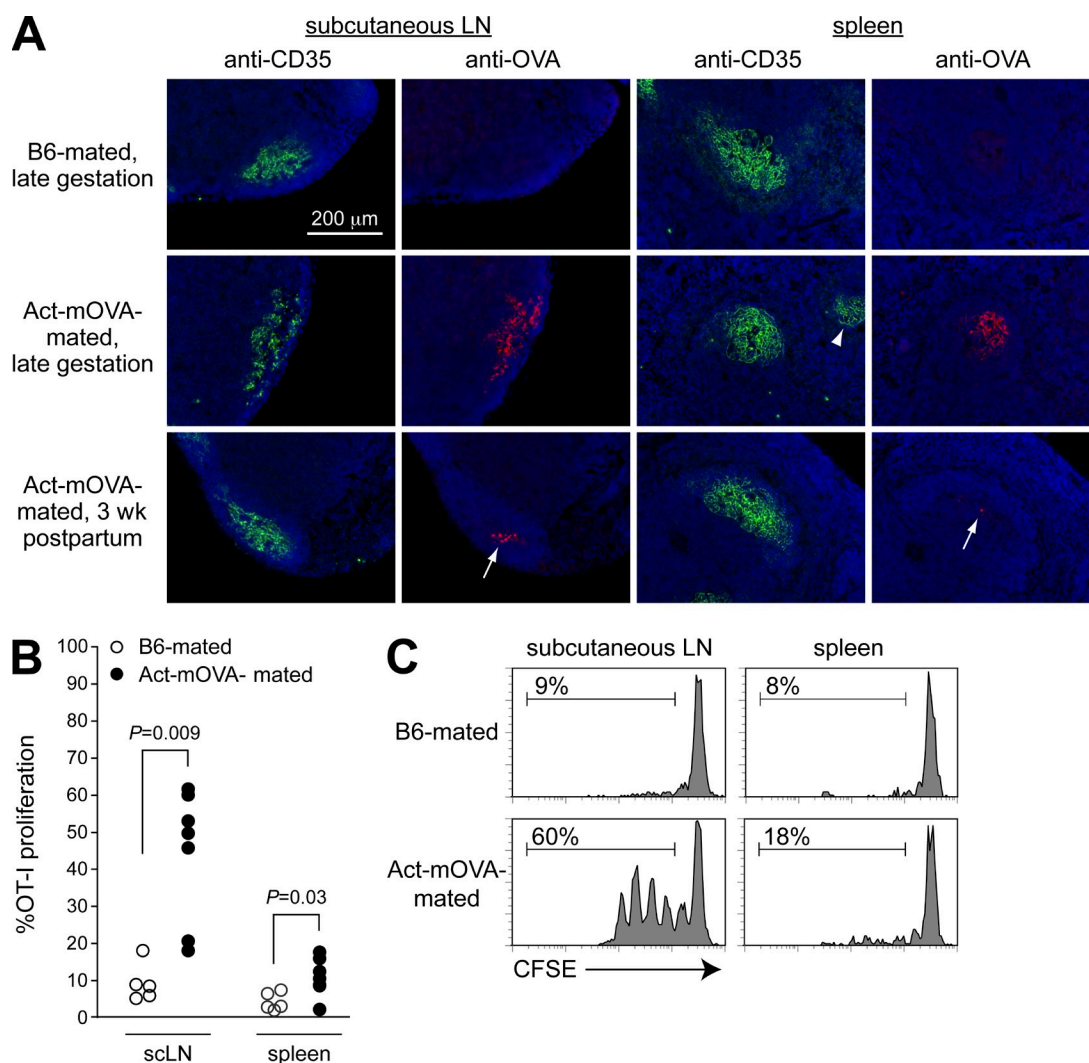 A
subcutaneous LN
spleen
anti-CD35
anti-OVA
anti-CD35
anti-OVA
B6-mated,
late gestation
200 μm
Act-mOVA-
mated,
late gestation
Act-mOVA-
mated, 3 wk
postpartum
B
B6-mated
Act-mOVA- mated
%OT-I proliferation
100
90
80
70
60
50
40
30
20
10
0
P=0.009
P=0.03
scLN
spleen
C
subcutaneous LN
spleen
B6-mated
9%
8%
Act-mOVA-
mated
60%
18%
CFSE